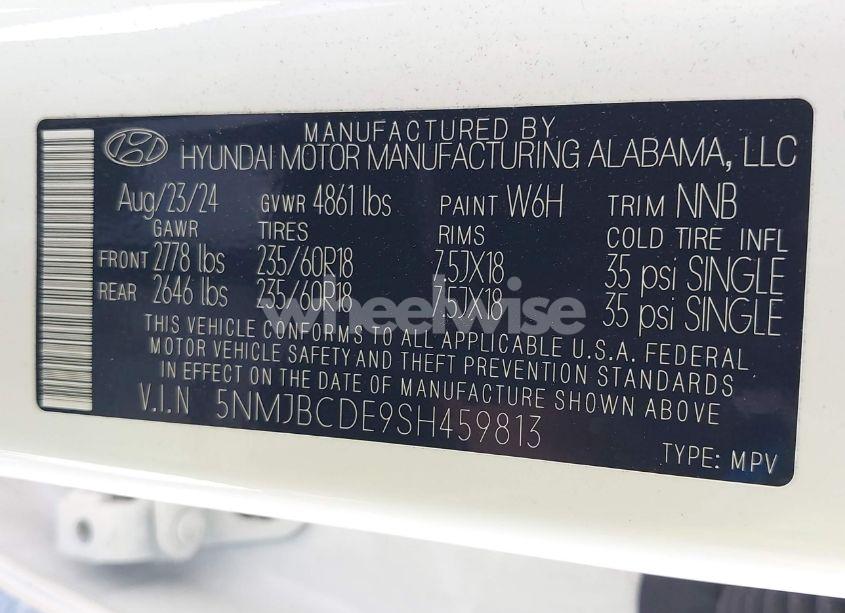 MANUFACTURED BY
HYUNDAI MOTOR MANUFACTURING ALABAMA, LLC
Aug/23/24 GVWR 4861 lbs PAINT W6H TRIM NNB
GAWR TIRES RIMS COLD TIRE INFL
FRONT 2778 lbs 235/60R18 7.5JX18 35 psi SINGLE
REAR 2646 lbs 235/60R18 7.5JX18 35 psi SINGLE
wheelwise
THIS VEHICLE CONFORMS TO ALL APPLICABLE U.S.A. FEDERAL
MOTOR VEHICLE SAFETY AND THEFT PREVENTION STANDARDS
IN EFFECT ON THE DATE OF MANUFACTURE SHOWN ABOVE
V.I.N 5NMJBCDE9SH459813
TYPE: MPV